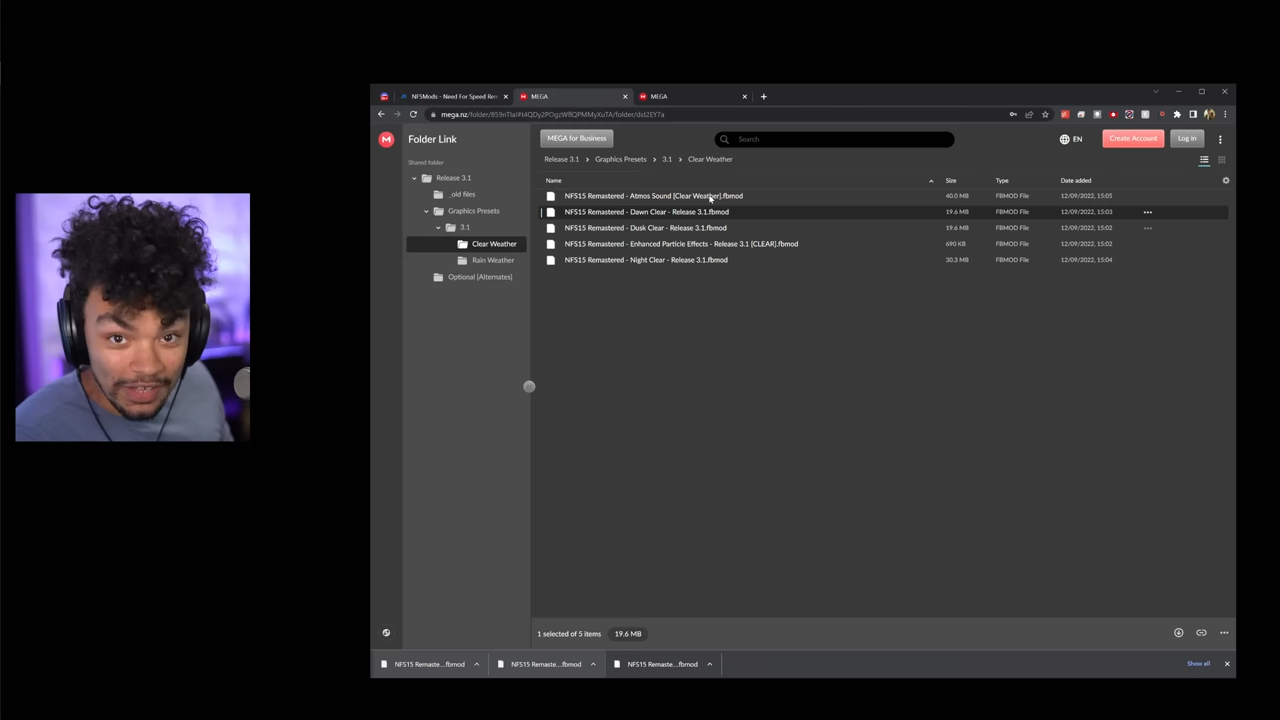 NFSMods - Need For Speed Ren
MEGA
MEGA
mega.nz/folder/859nTlaI#t4QDy2POgzWflQPMMyXuTA/folder/dst2EY7a
Folder Link
MEGA for Business
Search
EN
Create Account
Log in
Shared folder
Release 3.1
_old files
Graphics Presets
3.1
Clear Weather
Rain Weather
Optional [Alternates]
Release 3.1 > Graphics Presets > 3.1 > Clear Weather
Name Size Type Date added
NFS15 Remastered - Atmos Sound [Clear Weather].fbmod 40.0 MB FBMOD File 12/09/2022, 15:05
NFS15 Remastered - Dawn Clear - Release 3.1.fbmod 19.6 MB FBMOD File 12/09/2022, 15:03
NFS15 Remastered - Dusk Clear - Release 3.1.fbmod 19.6 MB FBMOD File 12/09/2022, 15:02
NFS15 Remastered - Enhanced Particle Effects - Release 3.1 [CLEAR].fbmod 690 KB FBMOD File 12/09/2022, 15:02
NFS15 Remastered - Night Clear - Release 3.1.fbmod 30.3 MB FBMOD File 12/09/2022, 15:04
1 selected of 5 items 19.6 MB
NFS15 Remaste....fbmod
NFS15 Remaste....fbmod
NFS15 Remaste....fbmod
Show all